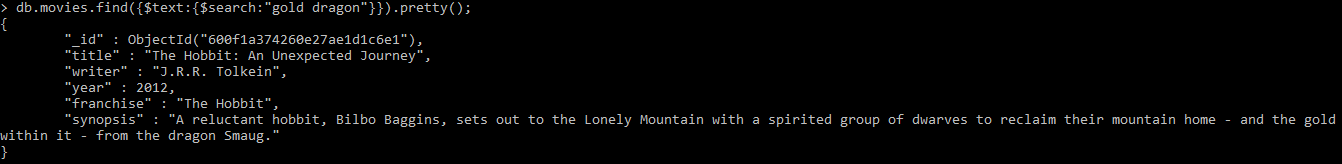 > db.movies.find({$text:{$search:"gold dragon"}}).pretty();
{
        "_id" : ObjectId("600f1a374260e27ae1d1c6e1"),
        "title" : "The Hobbit: An Unexpected Journey",
        "writer" : "J.R.R. Tolkein",
        "year" : 2012,
        "franchise" : "The Hobbit",
        "synopsis" : "A reluctant hobbit, Bilbo Baggins, sets out to the Lonely Mountain with a spirited group of dwarves to reclaim their mountain home - and the gold
within it - from the dragon Smaug."
}